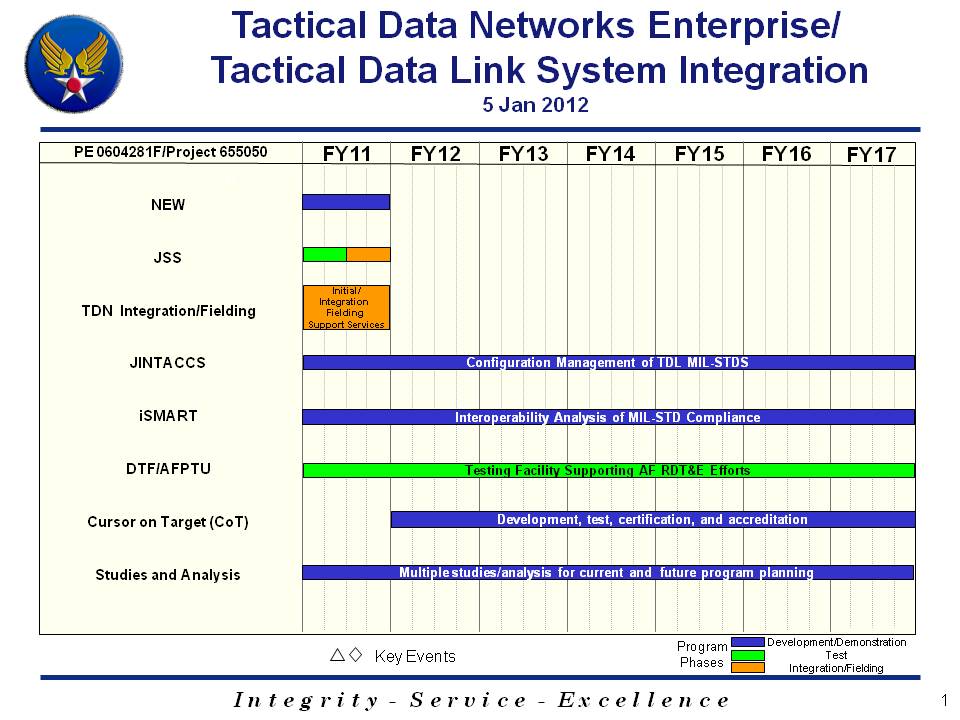 Tactical Data Networks Enterprise/
Tactical Data Link System Integration
5 Jan 2012
PE 0604281F/Project 655050
FY11
FY12
FY13
FY14
FY15
FY16
FY17
NEW
JSS
TDN Integration/Fielding
Initial/
Integration
Fielding
Support Services
JINTACCS
Configuration Management of TDL MIL-STDS
iSMART
Interoperability Analysis of MIL-STD Compliance
DTF/AFPTU
Testing Facility Supporting AF RDT&E Efforts
Cursor on Target (CoT)
Development, test, certification, and accreditation
Studies and Analysis
Multiple studies/analysis for current and future program planning
Key Events
Program
Phases
Development/Demonstration
Test
Integration/Fielding
Integrity - Service - Excellence
1